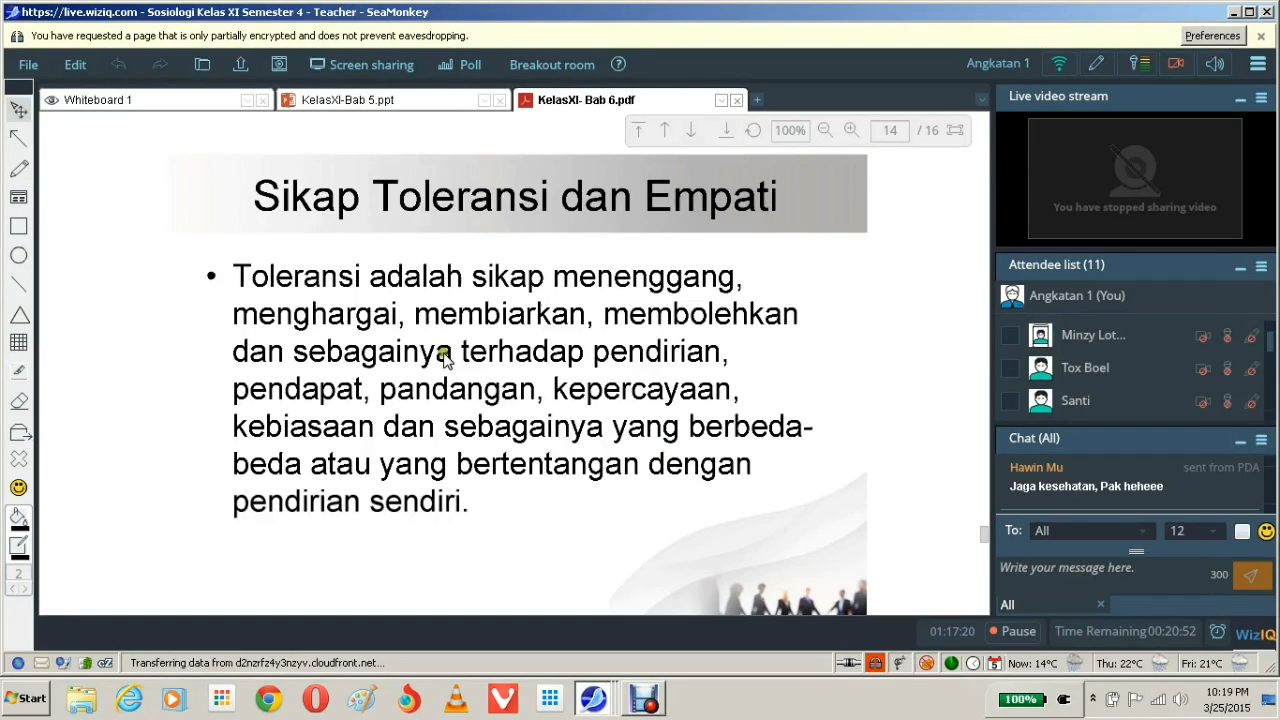 https://live.wiziq.com - Sosiologi Kelas XI Semester 4 - Teacher - SeaMonkey
You have requested a page that is only partially encrypted and does not prevent eavesdropping.
Preferences
File Edit Screen sharing Poll Breakout room Angkatan 1
Whiteboard 1
KelasXI-Bab 5.ppt
KelasXI- Bab 6.pdf
100% 14 / 16
Sikap Toleransi dan Empati
• Toleransi adalah sikap menenggang,
menghargai, membiarkan, membolehkan
dan sebagainya terhadap pendirian,
pendapat, pandangan, kepercayaan,
kebiasaan dan sebagainya yang berbeda-
beda atau yang bertentangan dengan
pendirian sendiri.
2
Live video stream
You have stopped sharing video
Attendee list (11)
Angkatan 1 (You)
Minzy Lot...
Tox Boel
Santi
Chat (All)
Hawin Mu sent from PDA
Jaga kesehatan, Pak heheee
To: All 12
Write your message here. 300
All
01:17:20 Pause Time Remaining 00:20:52 WizIQ
Transferring data from d2nzrfz4y3nzyv.cloudfront.net...
Now: 14°C Thu: 22°C Fri: 21°C
Start
100%
10:19 PM
3/25/2015